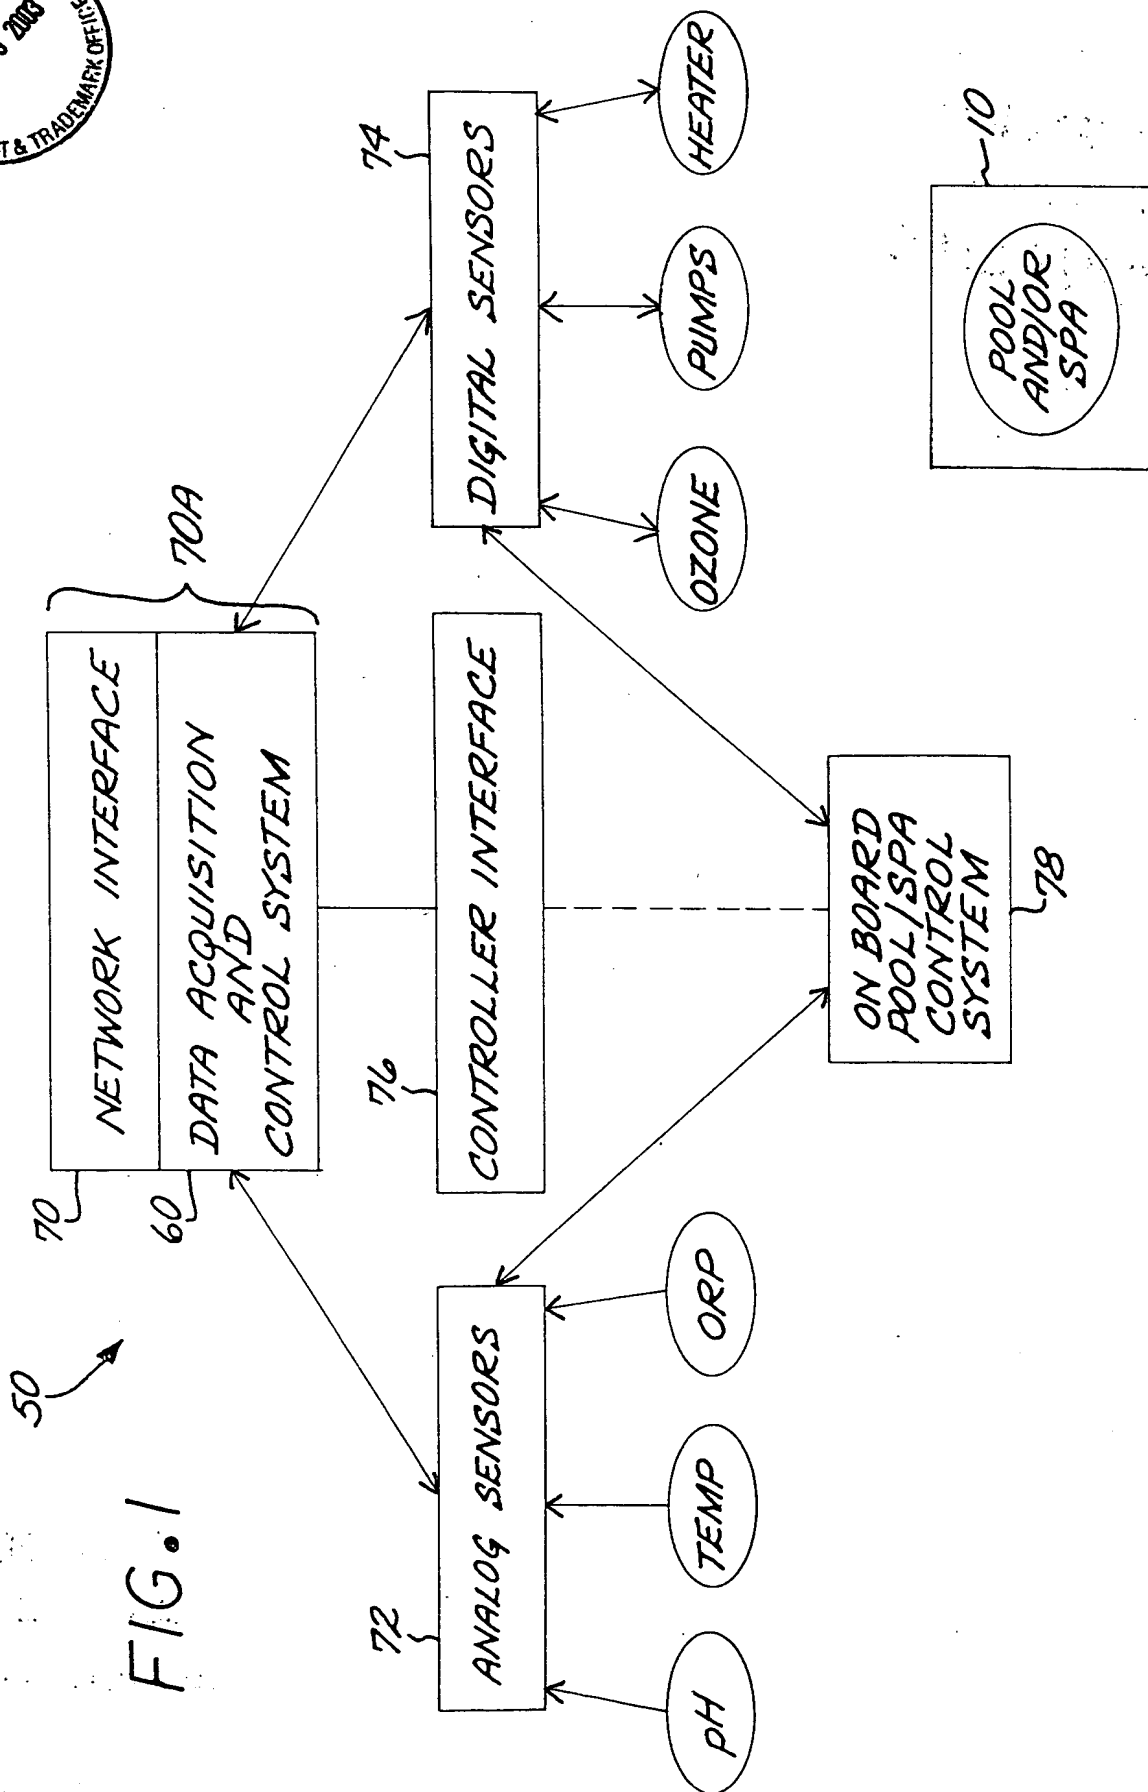 FIG.1
50
70
NETWORK INTERFACE
70A
60
DATA ACQUISITION
AND
CONTROL SYSTEM
72
ANALOG SENSORS
76
CONTROLLER INTERFACE
74
DIGITAL SENSORS
pH
TEMP
ORP
OZONE
PUMPS
HEATER
ON BOARD
POOL/SPA
CONTROL
SYSTEM
78
10
POOL
AND/OR
SPA
2003
T & TRADEMARK OFFICE